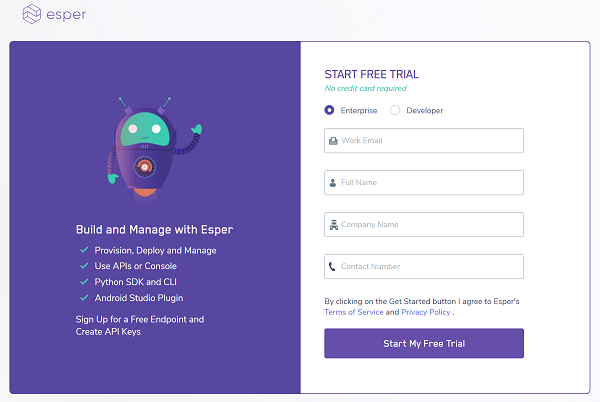 esper
Build and Manage with Esper
Provision, Deploy and Manage
Use APIs or Console
Python SDK and CLI
Android Studio Plugin
Sign Up for a Free Endpoint and
Create API Keys
START FREE TRIAL
No credit card required
Enterprise Developer
Work Email
Full Name
Company Name
Contact Number
By clicking on the Get Started button I agree to Esper's
Terms of Service and Privacy Policy .
Start My Free Trial